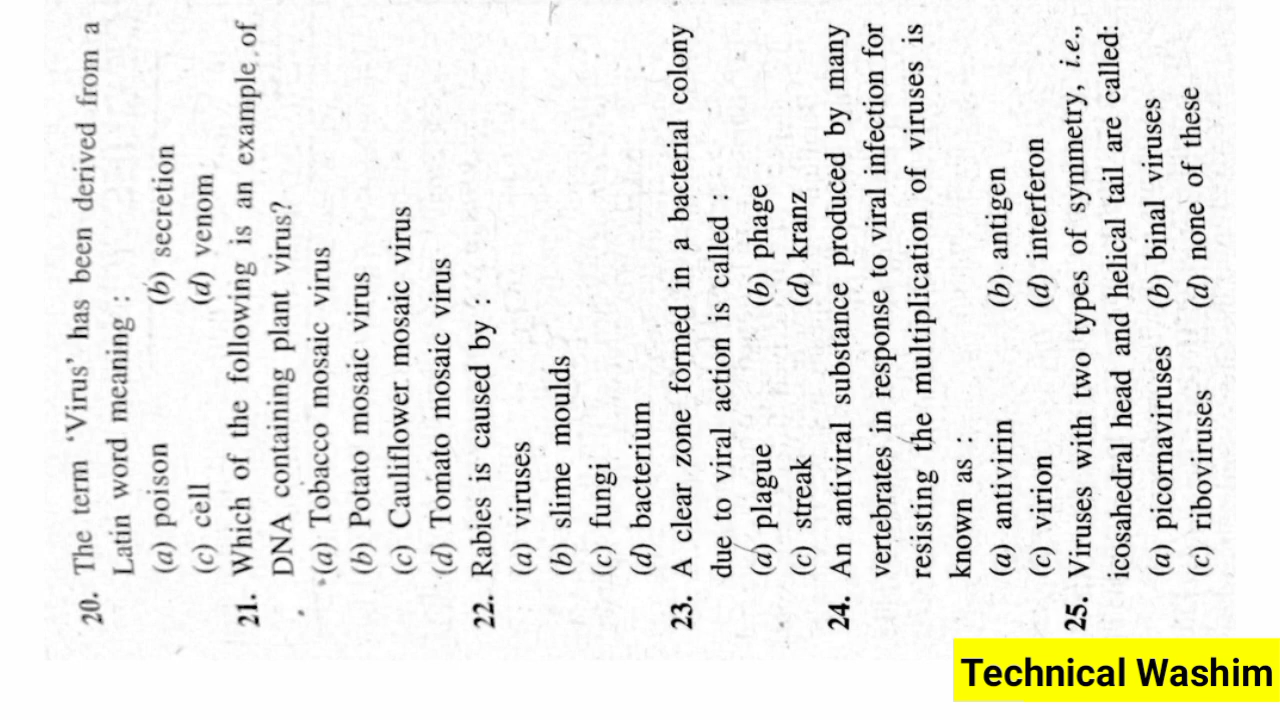 20. The term 'Virus' has been derived from a
Latin word meaning :
(a) poison (b) secretion
(c) cell (d) venom
21. Which of the following is an example of
DNA containing plant virus?
(a) Tobacco mosaic virus
(b) Potato mosaic virus
(c) Cauliflower mosaic virus
(d) Tomato mosaic virus
22. Rabies is caused by :
(a) viruses
(b) slime moulds
(c) fungi
(d) bacterium
23. A clear zone formed in a bacterial colony
due to viral action is called :
(a) plague (b) phage
(c) streak (d) kranz
24. An antiviral substance produced by many
vertebrates in response to viral infection for
resisting the multiplication of viruses is
known as :
(a) antivirin (b) antigen
(c) virion (d) interferon
25. Viruses with two types of symmetry, i.e.,
icosahedral head and helical tail are called:
(a) picornaviruses (b) binal viruses
(c) riboviruses (d) none of these
Technical Washim